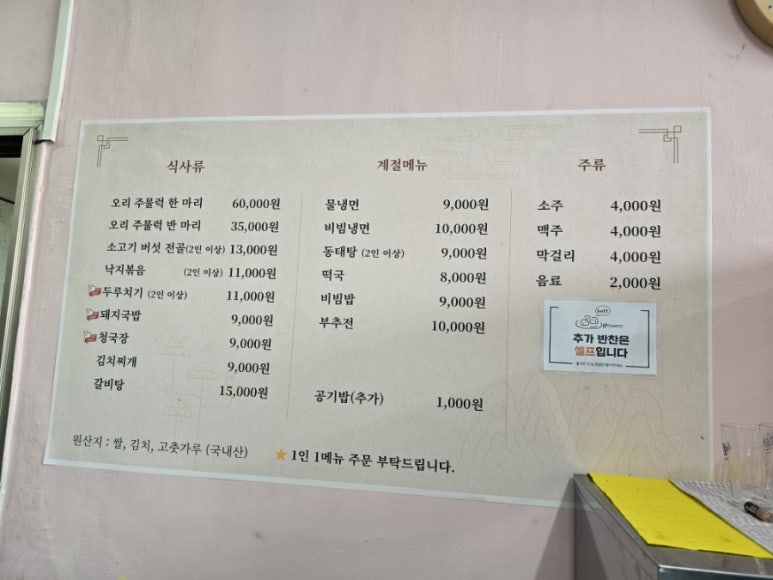 식사류
오리 주물럭 한 마리 60,000원
오리 주물럭 반 마리 35,000원
소고기 버섯 전골(2인 이상) 13,000원
낙지볶음 (2인 이상) 11,000원
두루치기 (2인 이상) 11,000원
돼지국밥 9,000원
청국장 9,000원
김치찌개 9,000원
갈비탕 15,000원
계절메뉴
물냉면 9,000원
비빔냉면 10,000원
동태탕 (2인 이상) 9,000원
떡국 8,000원
비빔밥 9,000원
부추전 10,000원
공기밥(추가) 1,000원
주류
소주 4,000원
맥주 4,000원
막걸리 4,000원
음료 2,000원
Self
추가 반찬은
셀프입니다
원산지 : 쌀, 김치, 고춧가루 (국내산)
★ 1인 1메뉴 주문 부탁드립니다.